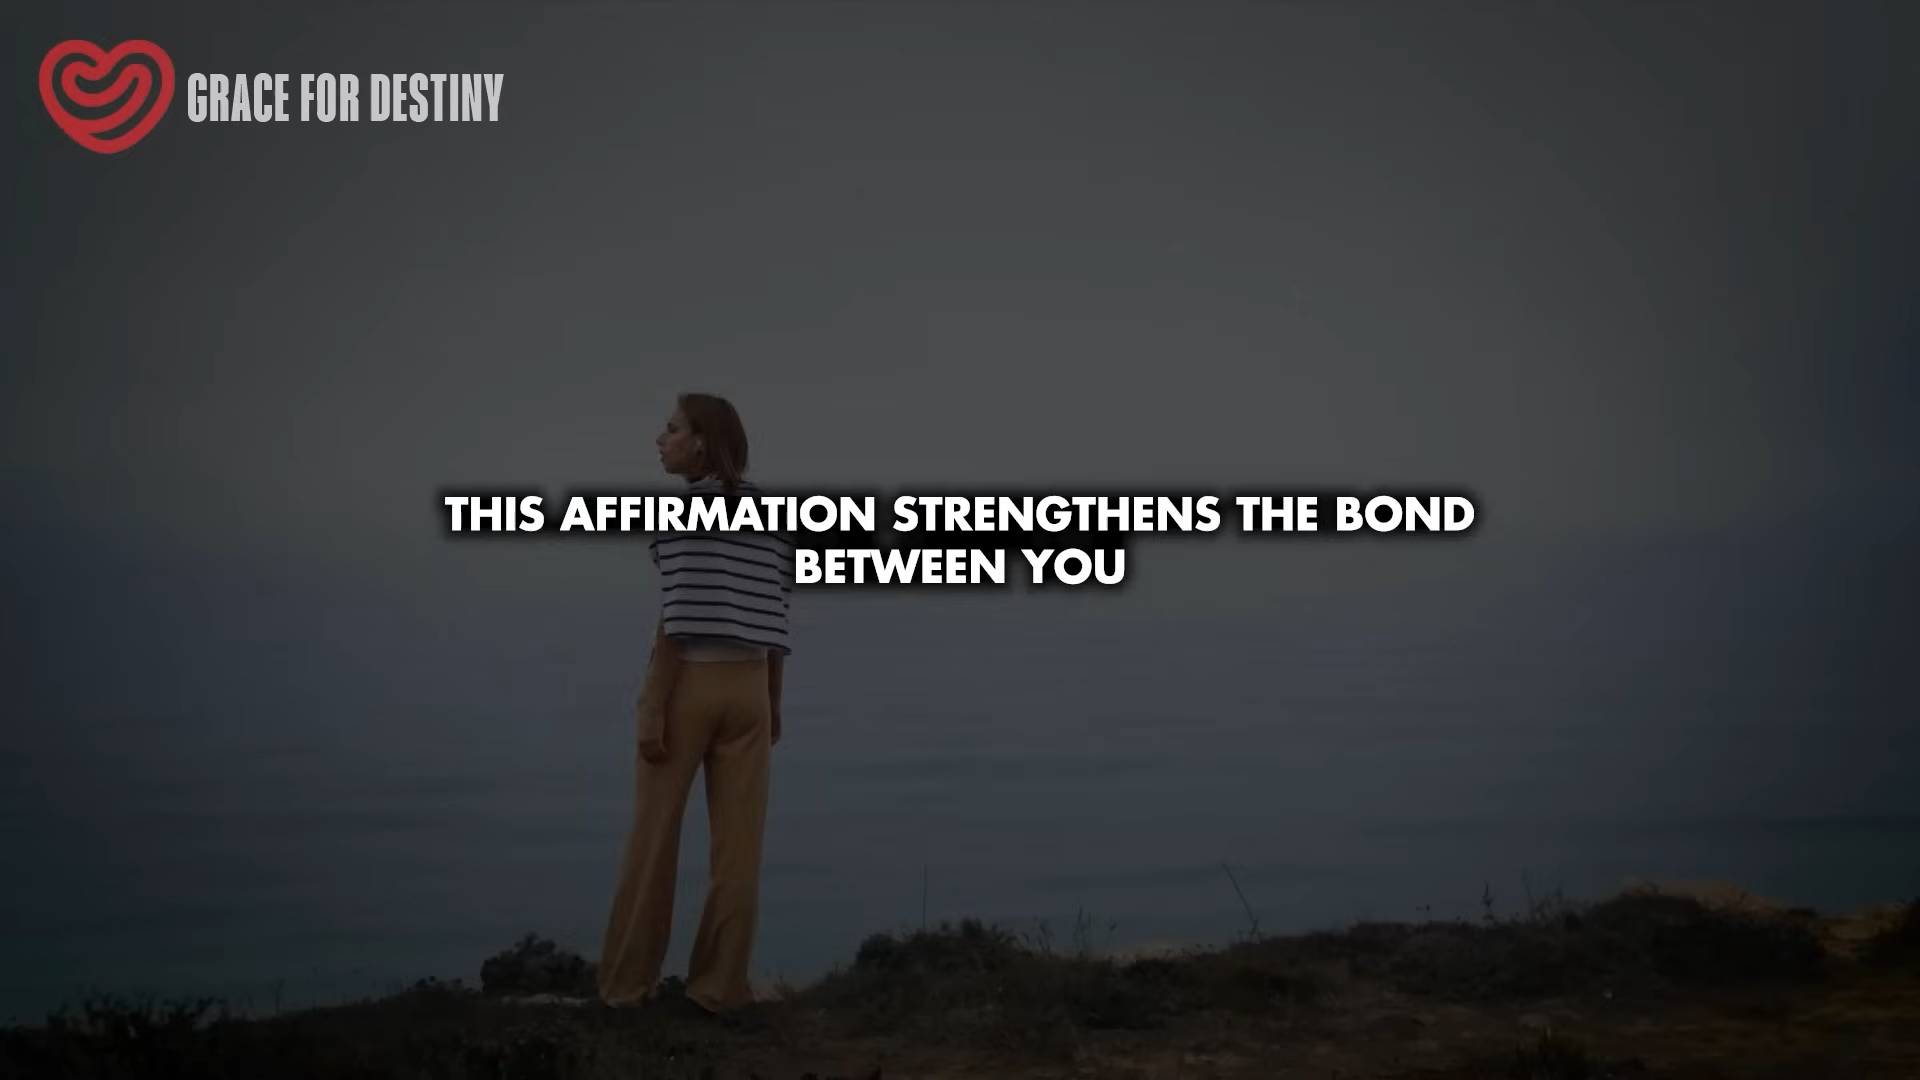 GRACE FOR DESTINY
THIS AFFIRMATION STRENGTHENS THE BOND
BETWEEN YOU